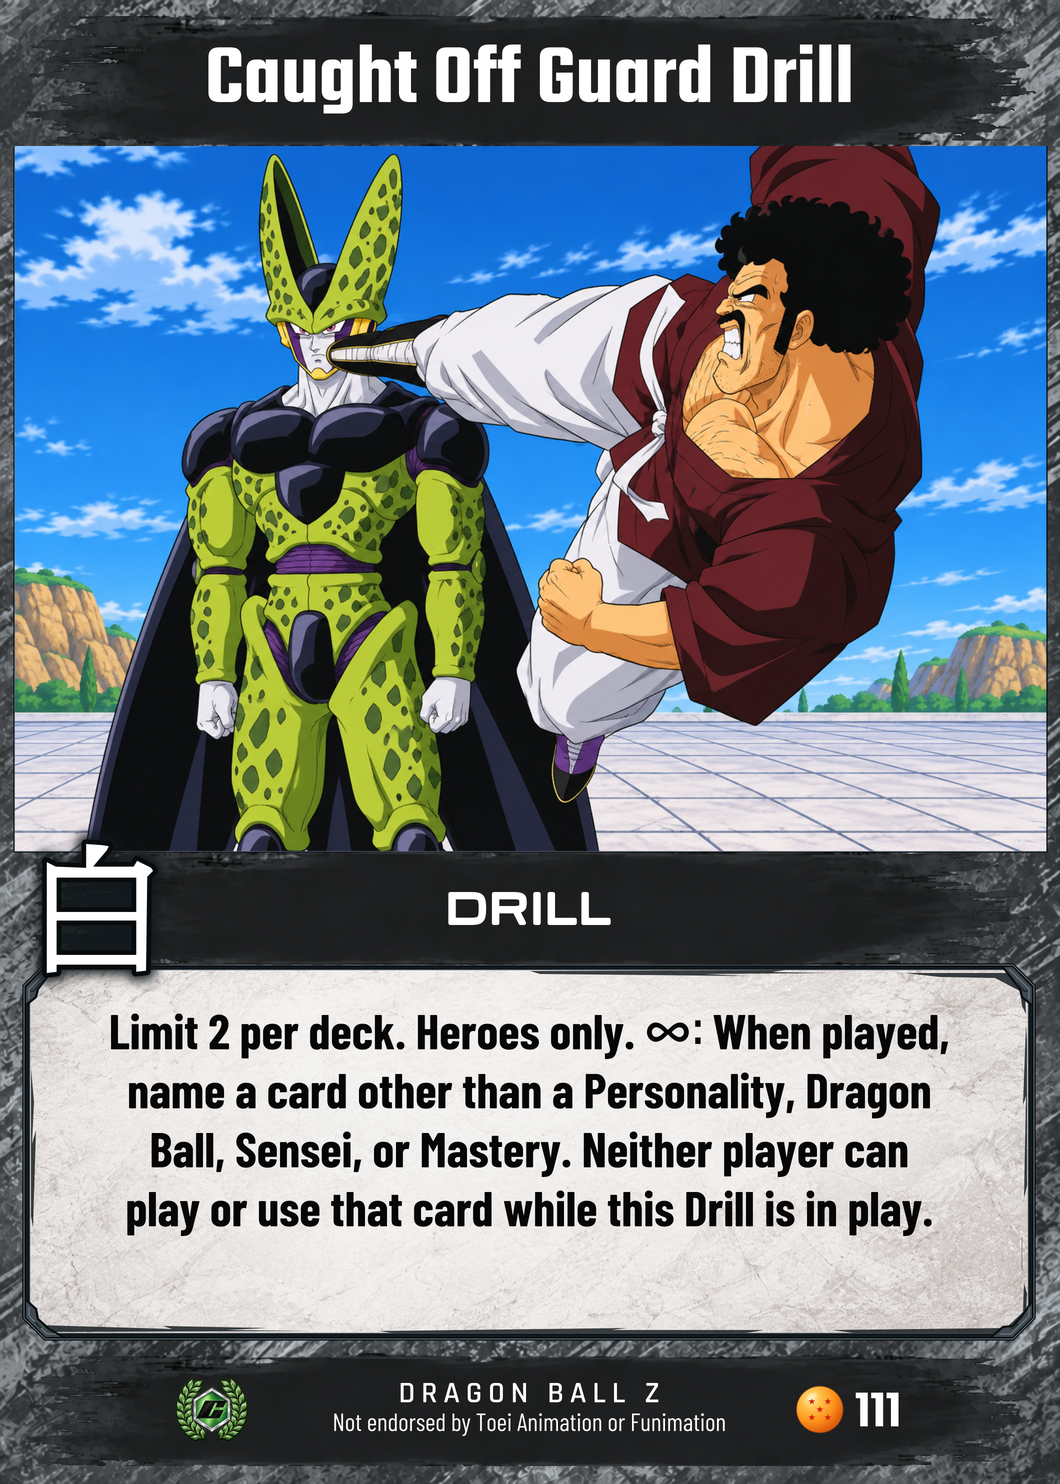 Caught Off Guard Drill
白
DRILL
Limit 2 per deck. Heroes only. ∞: When played,
name a card other than a Personality, Dragon
Ball, Sensei, or Mastery. Neither player can
play or use that card while this Drill is in play.
DRAGON BALL Z
Not endorsed by Toei Animation or Funimation
111